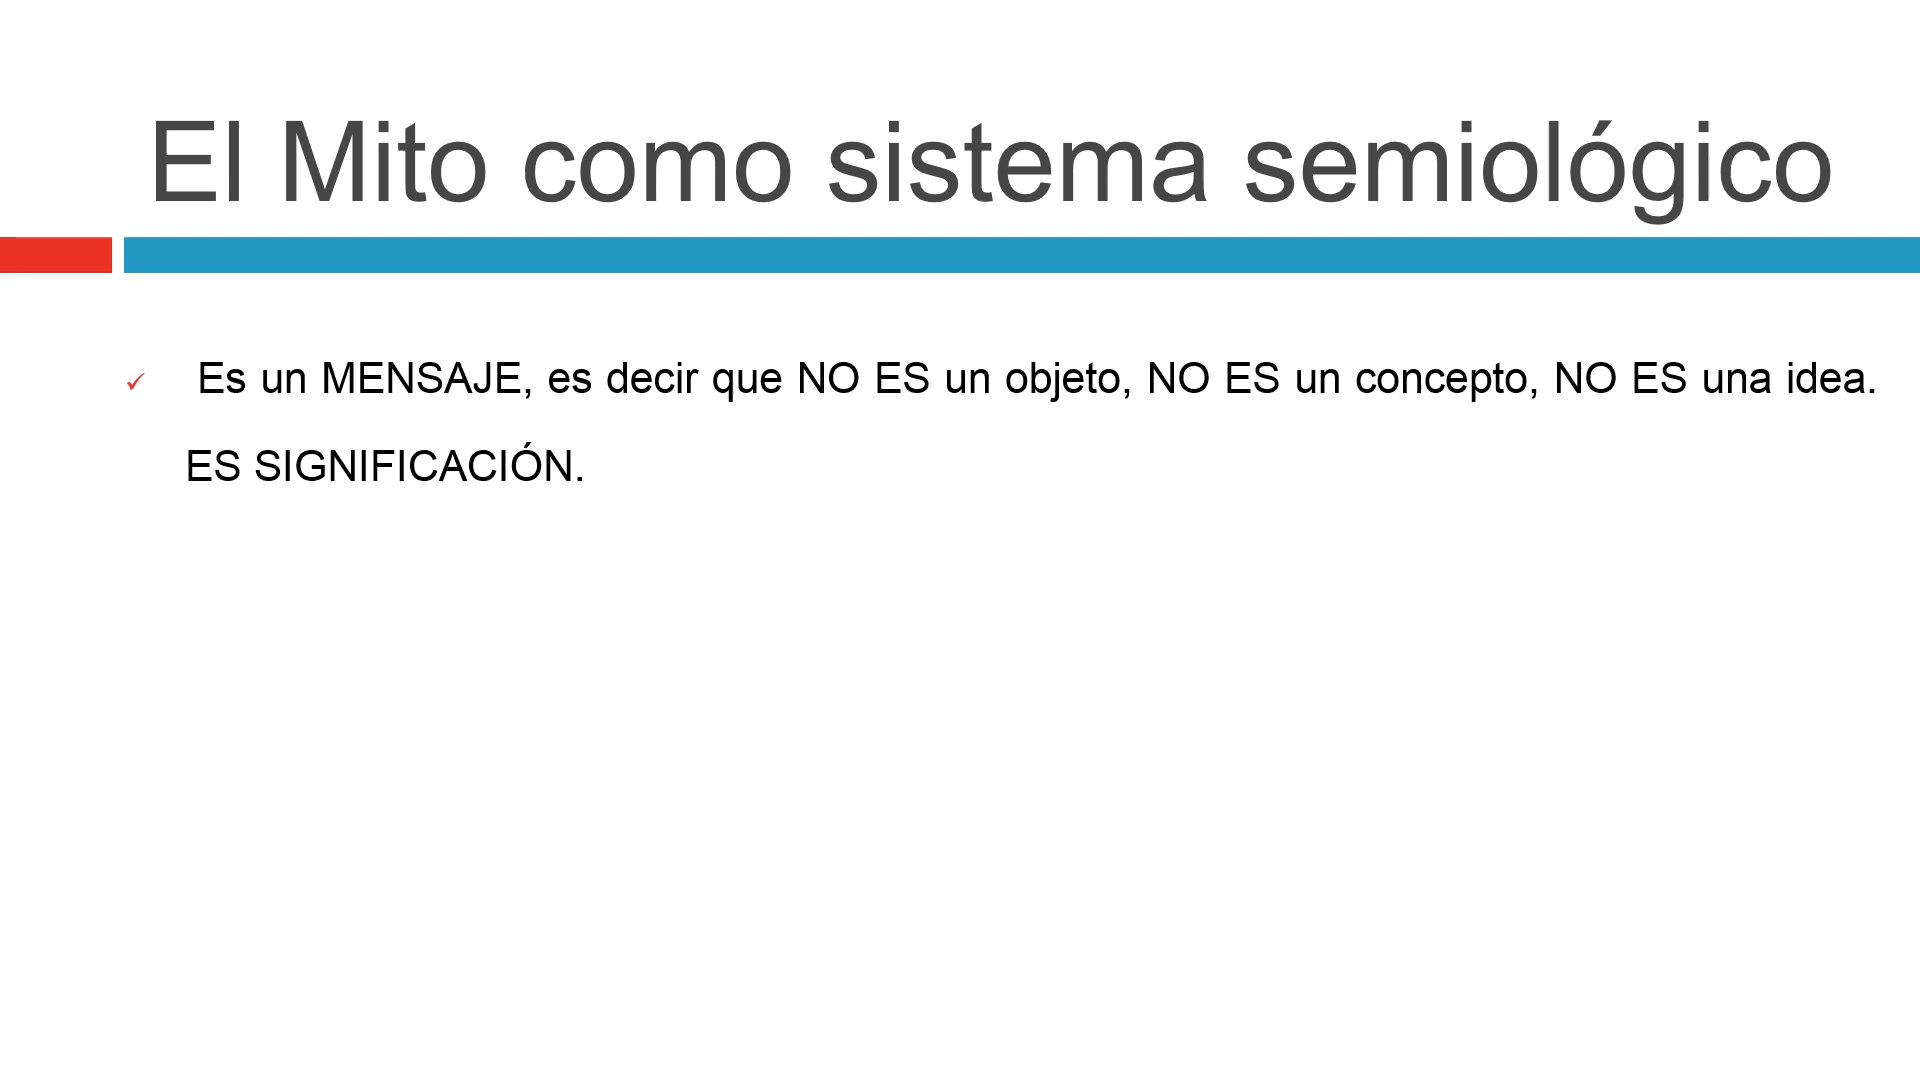 El Mito como sistema semiológico
✓ Es un MENSAJE, es decir que NO ES un objeto, NO ES un concepto, NO ES una idea.
ES SIGNIFICACIÓN.